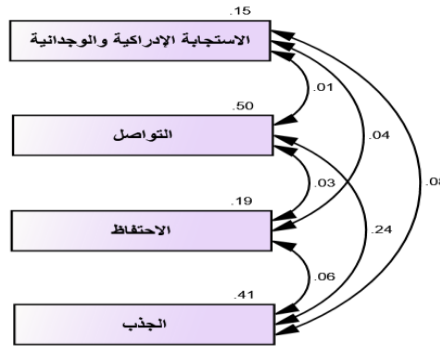 .15
الاستجابة الإدراكية والوجدانية
.01
.50
التواصل
.04
.03
.08
.19
الاحتفاظ
.24
.06
.41
الجذب